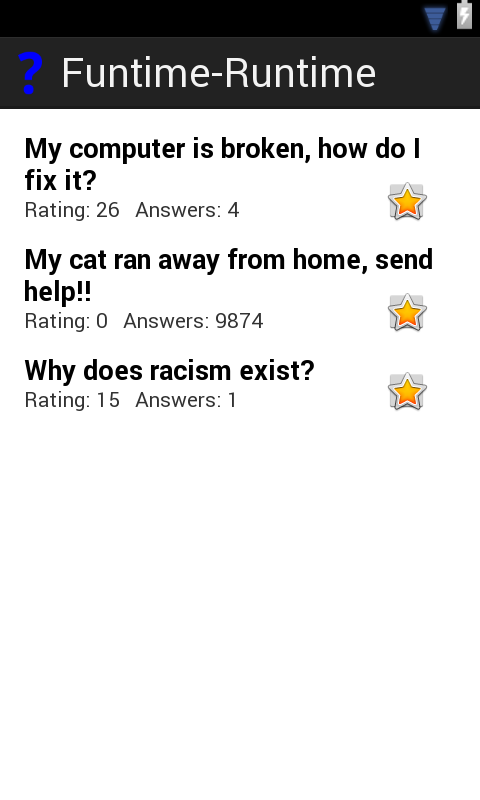 ? Funtime-Runtime
My computer is broken, how do I
fix it?
Rating: 26 Answers: 4
My cat ran away from home, send
help!!
Rating: 0 Answers: 9874
Why does racism exist?
Rating: 15 Answers: 1